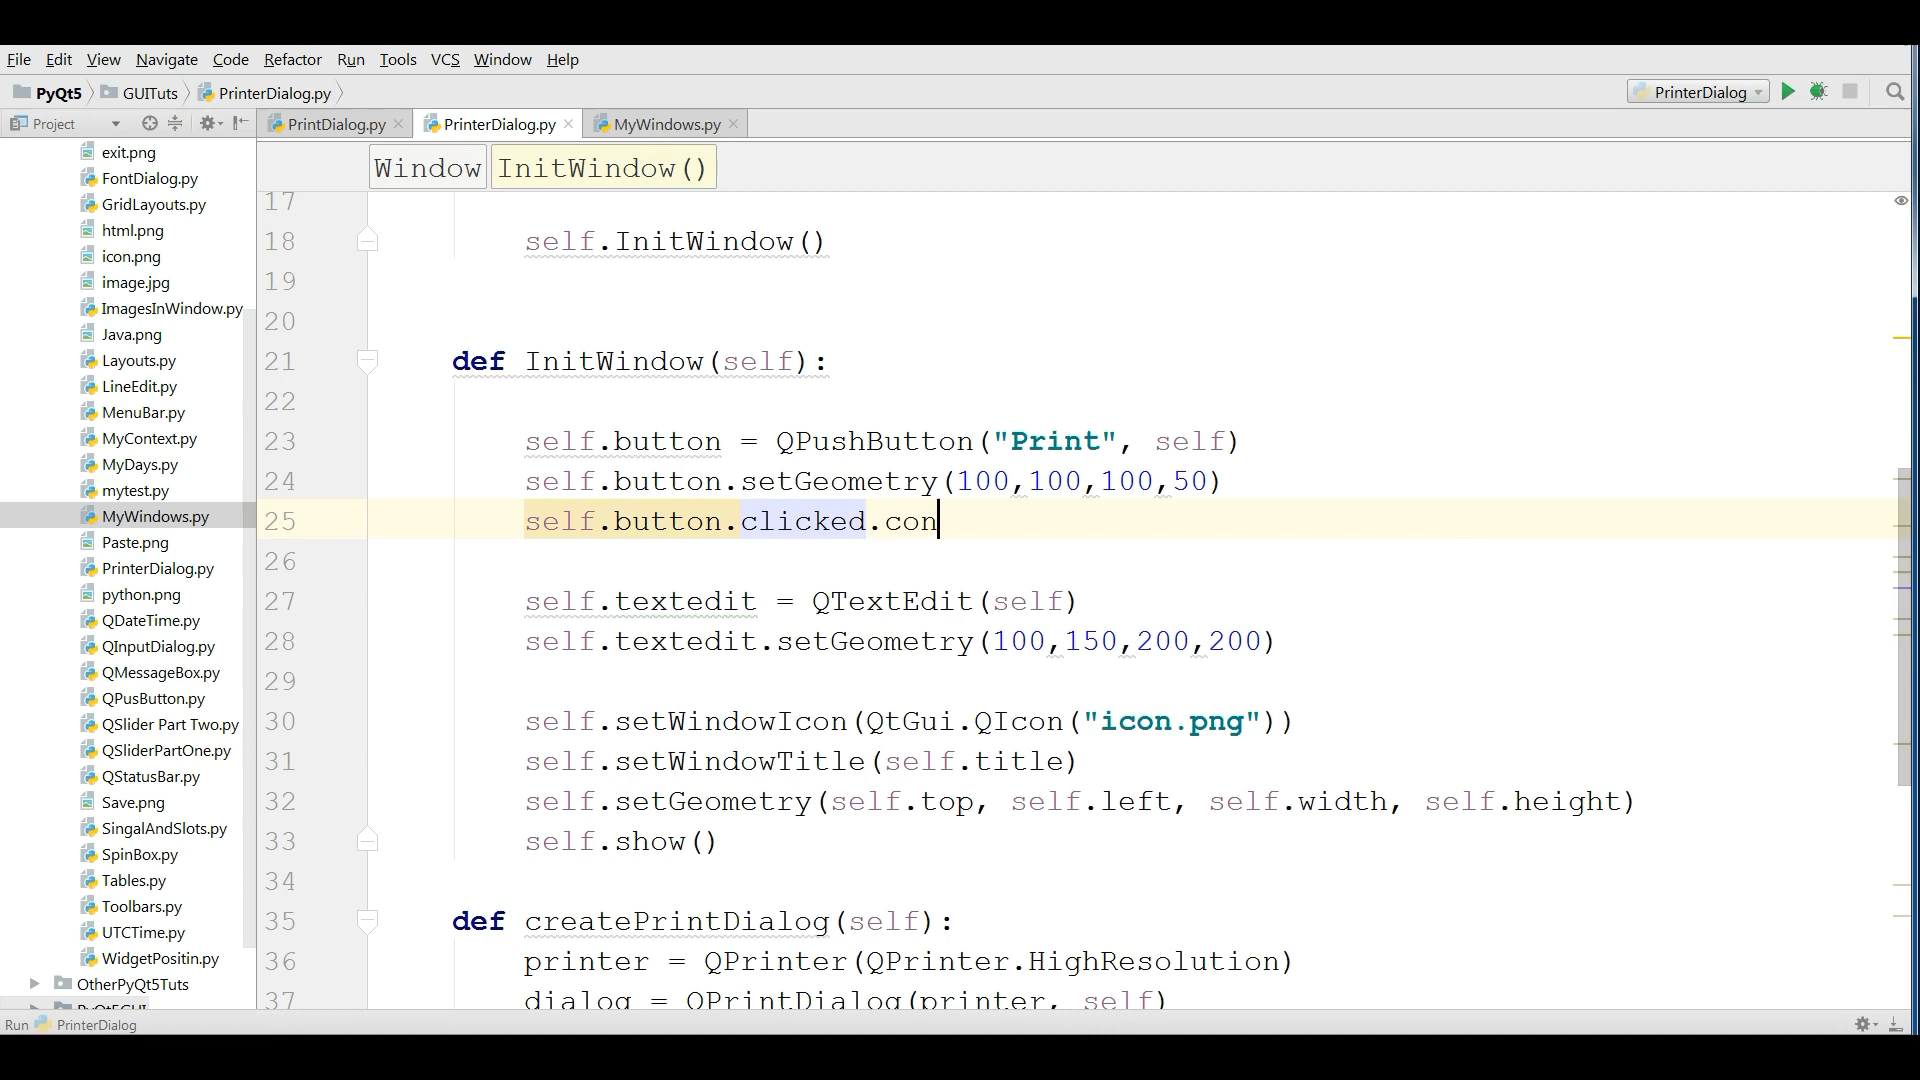 File Edit View Navigate Code Refactor Run Tools VCS Window Help
PyQt5 GUITuts PrinterDialog.py PrinterDialog
Project PrintDialog.py PrinterDialog.py MyWindows.py
Window InitWindow()
exit.png
FontDialog.py
GridLayouts.py
html.png
icon.png
image.jpg
ImagesInWindow.py
Java.png
Layouts.py
LineEdit.py
MenuBar.py
MyContext.py
MyDays.py
mytest.py
MyWindows.py
Paste.png
PrinterDialog.py
python.png
QDateTime.py
QInputDialog.py
QMessageBox.py
QPusButton.py
QSlider Part Two.py
QSliderPartOne.py
QStatusBar.py
Save.png
SingalAndSlots.py
SpinBox.py
Tables.py
Toolbars.py
UTCTime.py
WidgetPositin.py
OtherPyQt5Tuts
PyQt5GUI
17
18 self.InitWindow()
19
20
21 def InitWindow(self):
22
23 self.button = QPushButton("Print", self)
24 self.button.setGeometry(100,100,100,50)
25 self.button.clicked.con
26
27 self.textedit = QTextEdit(self)
28 self.textedit.setGeometry(100,150,200,200)
29
30 self.setWindowIcon(QtGui.QIcon("icon.png"))
31 self.setWindowTitle(self.title)
32 self.setGeometry(self.top, self.left, self.width, self.height)
33 self.show()
34
35 def createPrintDialog(self):
36 printer = QPrinter(QPrinter.HighResolution)
37 dialog = QPrintDialog(printer, self)
Run PrinterDialog